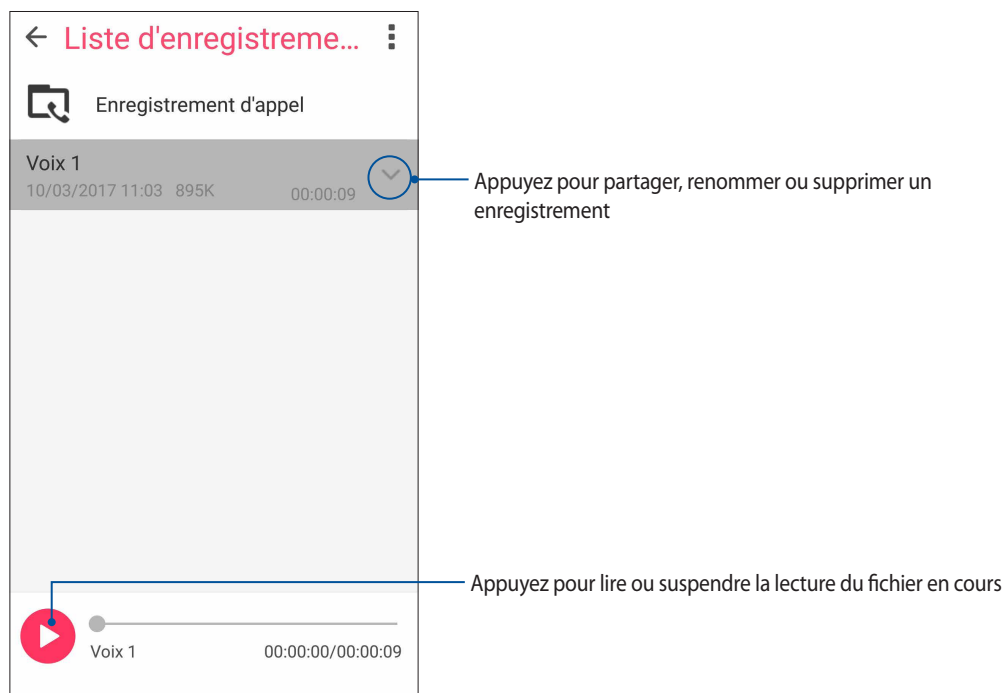 Liste d'enregistreme...
Enregistrement d'appel
Voix 1
10/03/2017 11:03 895K 00:00:09
Appuyez pour partager, renommer ou supprimer un
enregistrement
Appuyez pour lire ou suspendre la lecture du fichier en cours
Voix 1 00:00:00/00:00:09